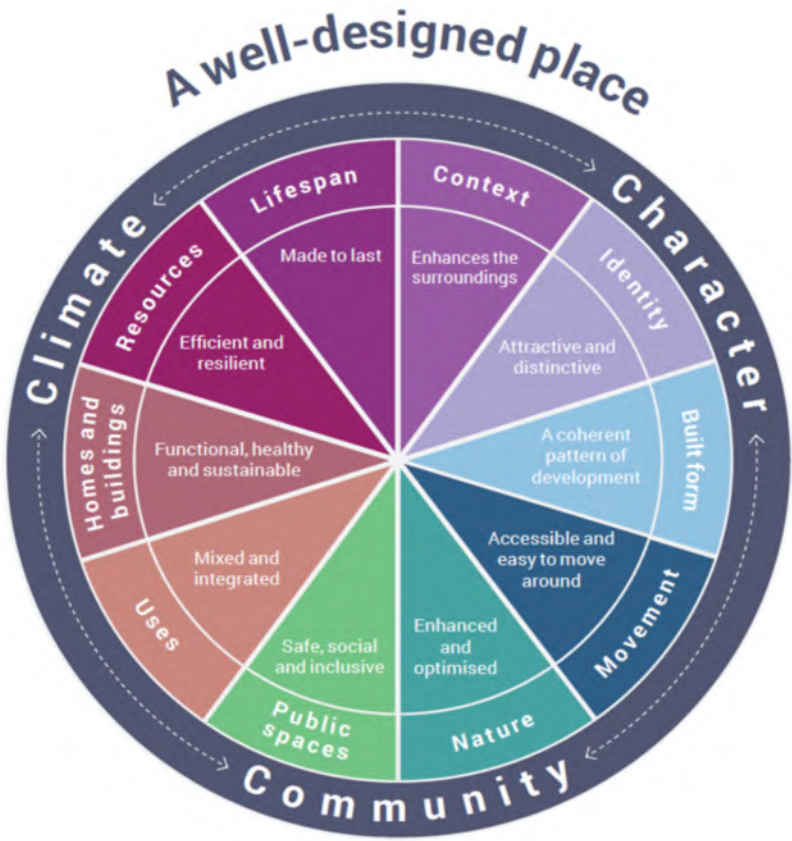 A well-designed place
Climate
Character
Community
Context
Enhances the
surroundings
Identity
Attractive and
distinctive
Built form
A coherent
pattern of
development
Movement
Accessible and
easy to move
around
Nature
Enhanced
and
optimised
Public
spaces
Safe, social
and inclusive
Uses
Mixed and
integrated
Homes and
buildings
Functional, healthy
and sustainable
Resources
Efficient and
resilient
Lifespan
Made to last